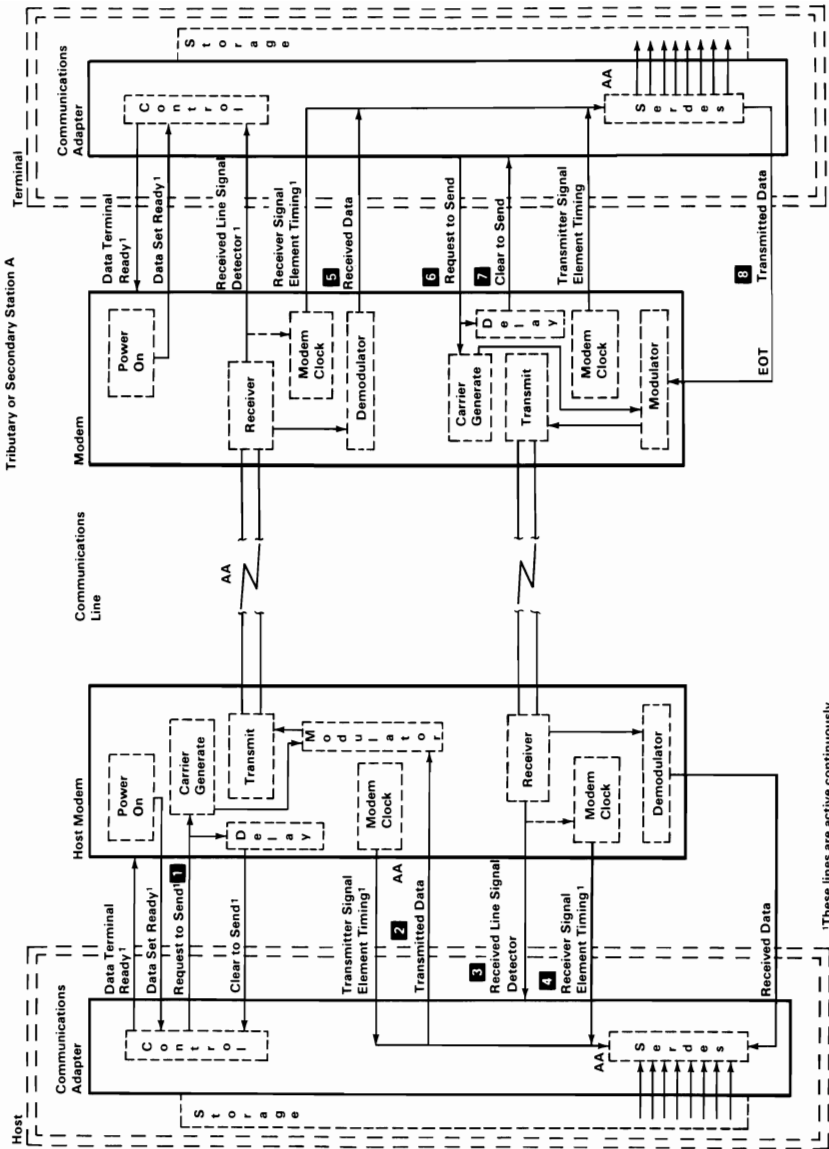 Tributary or Secondary Station A
Host
Communications
Adapter
Storage
Control
Serdes
AA
Data Terminal
Ready¹
Data Set Ready¹
Request to Send¹
1
Clear to Send¹
Transmitter Signal
Element Timing¹
AA
2
Transmitted Data
3
Received Line Signal
Detector
4
Receiver Signal
Element Timing¹
Received Data
Host Modem
Power
On
Carrier
Generate
Delay
Transmit
Modulator
Modem
Clock
Receiver
Modem
Clock
Demodulator
Communications
Line
AA
Modem
Power
On
Receiver
Modem
Clock
Demodulator
Carrier
Generate
Delay
Transmit
Modem
Clock
Modulator
EOT
Data Terminal
Ready¹
Data Set Ready¹
Received Line Signal
Detector¹
Receiver Signal
Element Timing¹
5
Received Data
6
Request to Send
7
Clear to Send
Transmitter Signal
Element Timing
8
Transmitted Data
Terminal
Communications
Adapter
Control
Storage
AA
Serdes
¹These lines are active continuously